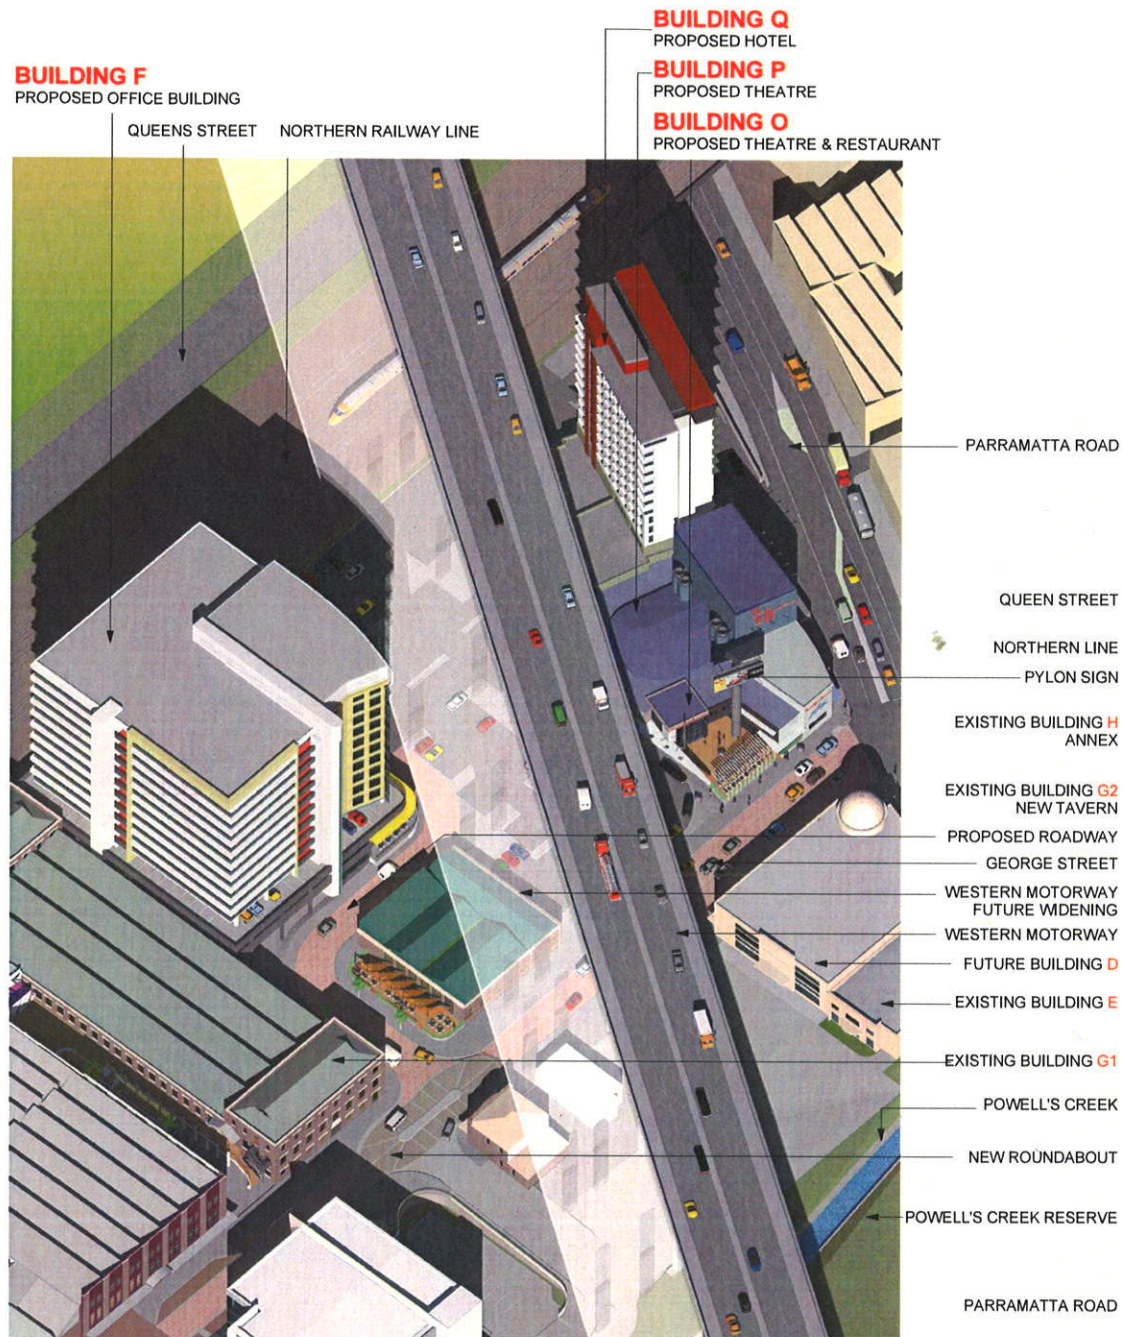 BUILDING Q
PROPOSED HOTEL
BUILDING F
PROPOSED OFFICE BUILDING
BUILDING P
PROPOSED THEATRE
BUILDING O
PROPOSED THEATRE & RESTAURANT
QUEENS STREET
NORTHERN RAILWAY LINE
PARRAMATTA ROAD
QUEEN STREET
NORTHERN LINE
PYLON SIGN
EXISTING BUILDING H
ANNEX
EXISTING BUILDING G2
NEW TAVERN
PROPOSED ROADWAY
GEORGE STREET
WESTERN MOTORWAY
FUTURE WIDENING
WESTERN MOTORWAY
FUTURE BUILDING D
EXISTING BUILDING E
EXISTING BUILDING G1
POWELL'S CREEK
NEW ROUNDABOUT
POWELL'S CREEK RESERVE
PARRAMATTA ROAD